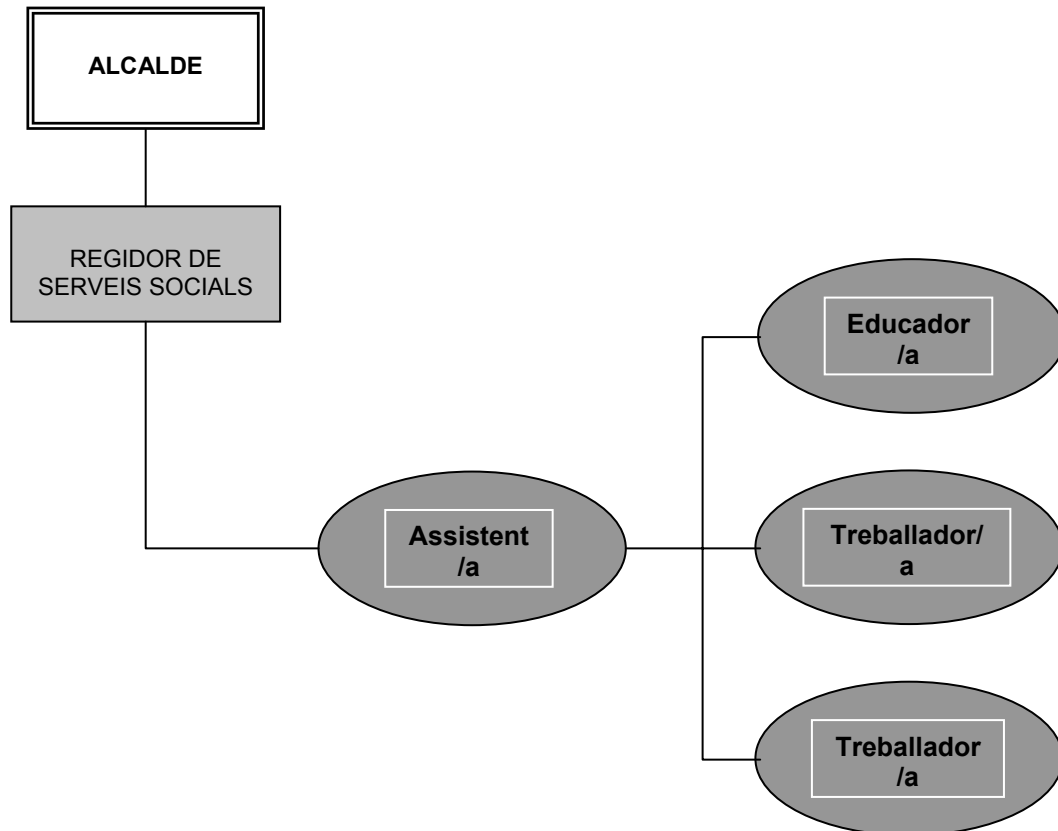 ALCALDE
REGIDOR DE
SERVEIS SOCIALS
Educador
/a
Assistent
/a
Treballador/
a
Treballador
/a